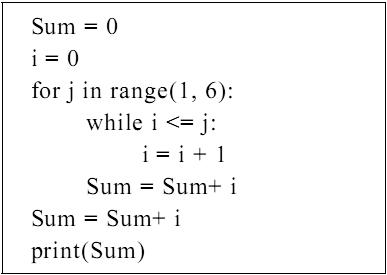 Sum = 0
i = 0
for j in range(1, 6):
        while i <= j:
                i = i + 1
        Sum = Sum+ i
Sum = Sum+ i
print(Sum)